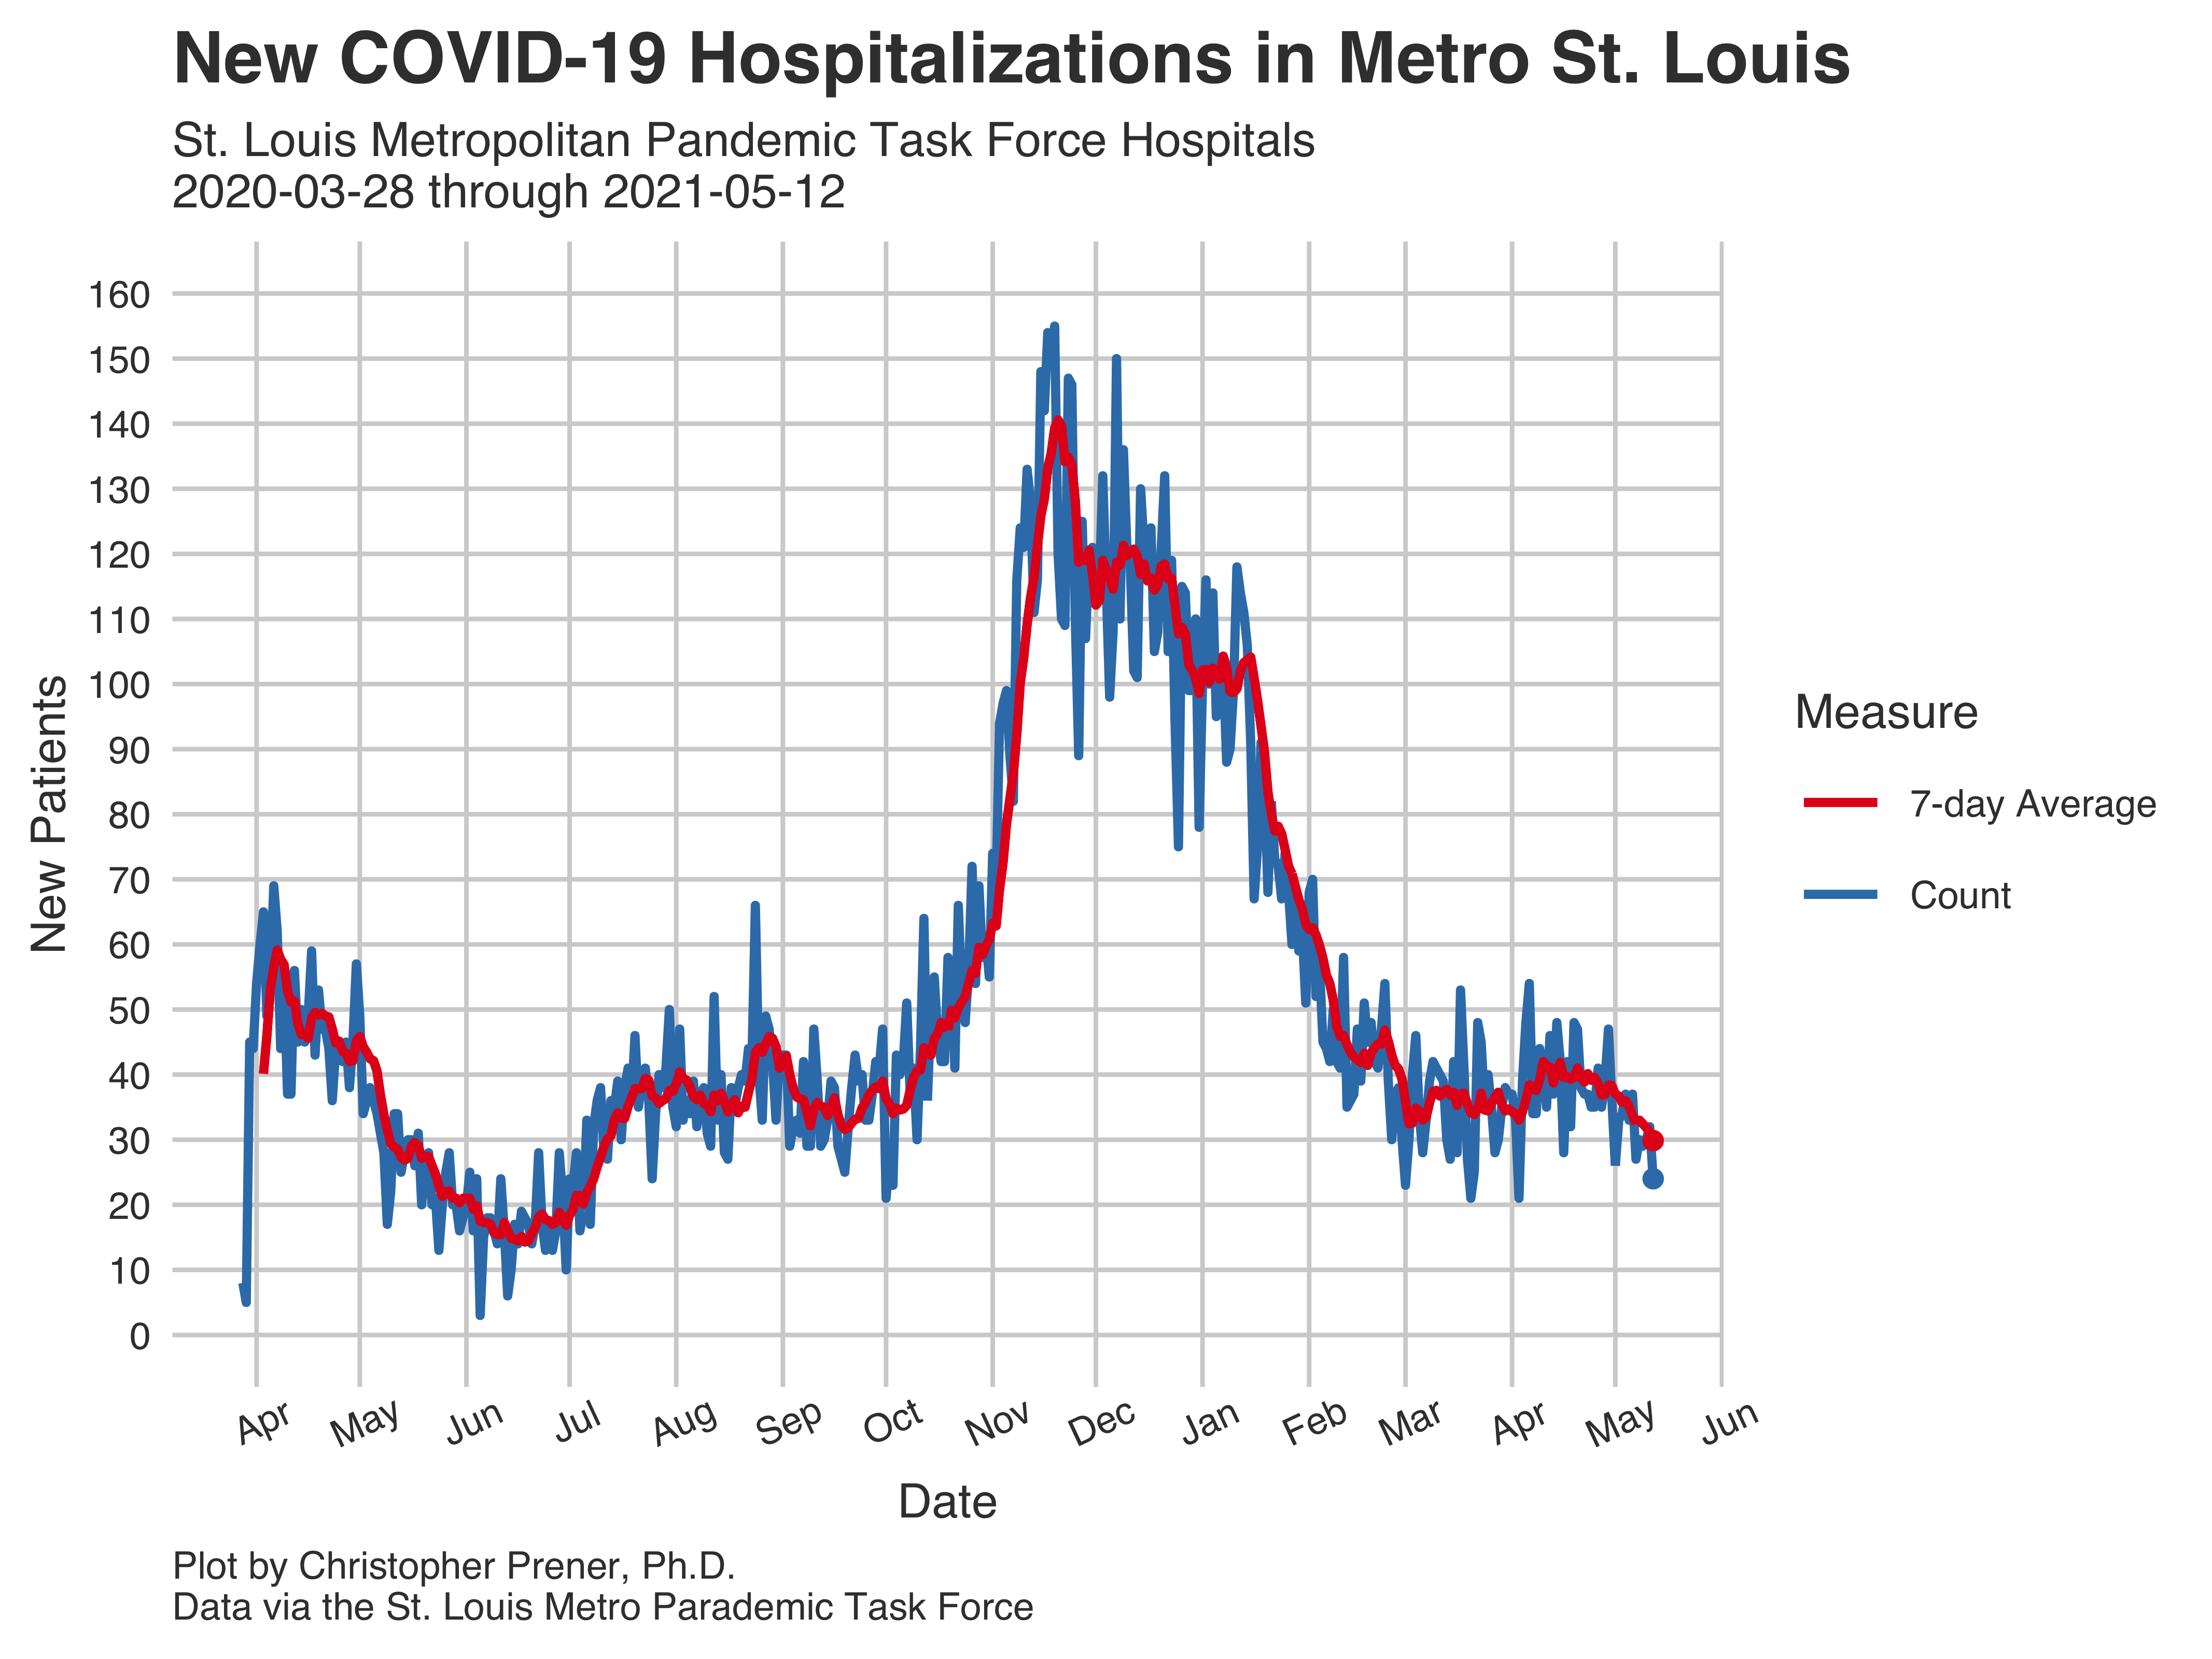 New COVID-19 Hospitalizations in Metro St. Louis
St. Louis Metropolitan Pandemic Task Force Hospitals
2020-03-28 through 2021-05-12
160
150
140
130
120
110
100
90
80
70
60
50
40
30
20
10
0
New Patients
Apr
May
Jun
Jul
Aug
Sep
Oct
Nov
Dec
Jan
Feb
Mar
Apr
May
Jun
Date
Measure
7-day Average
Count
Plot by Christopher Prener, Ph.D.
Data via the St. Louis Metro Parademic Task Force